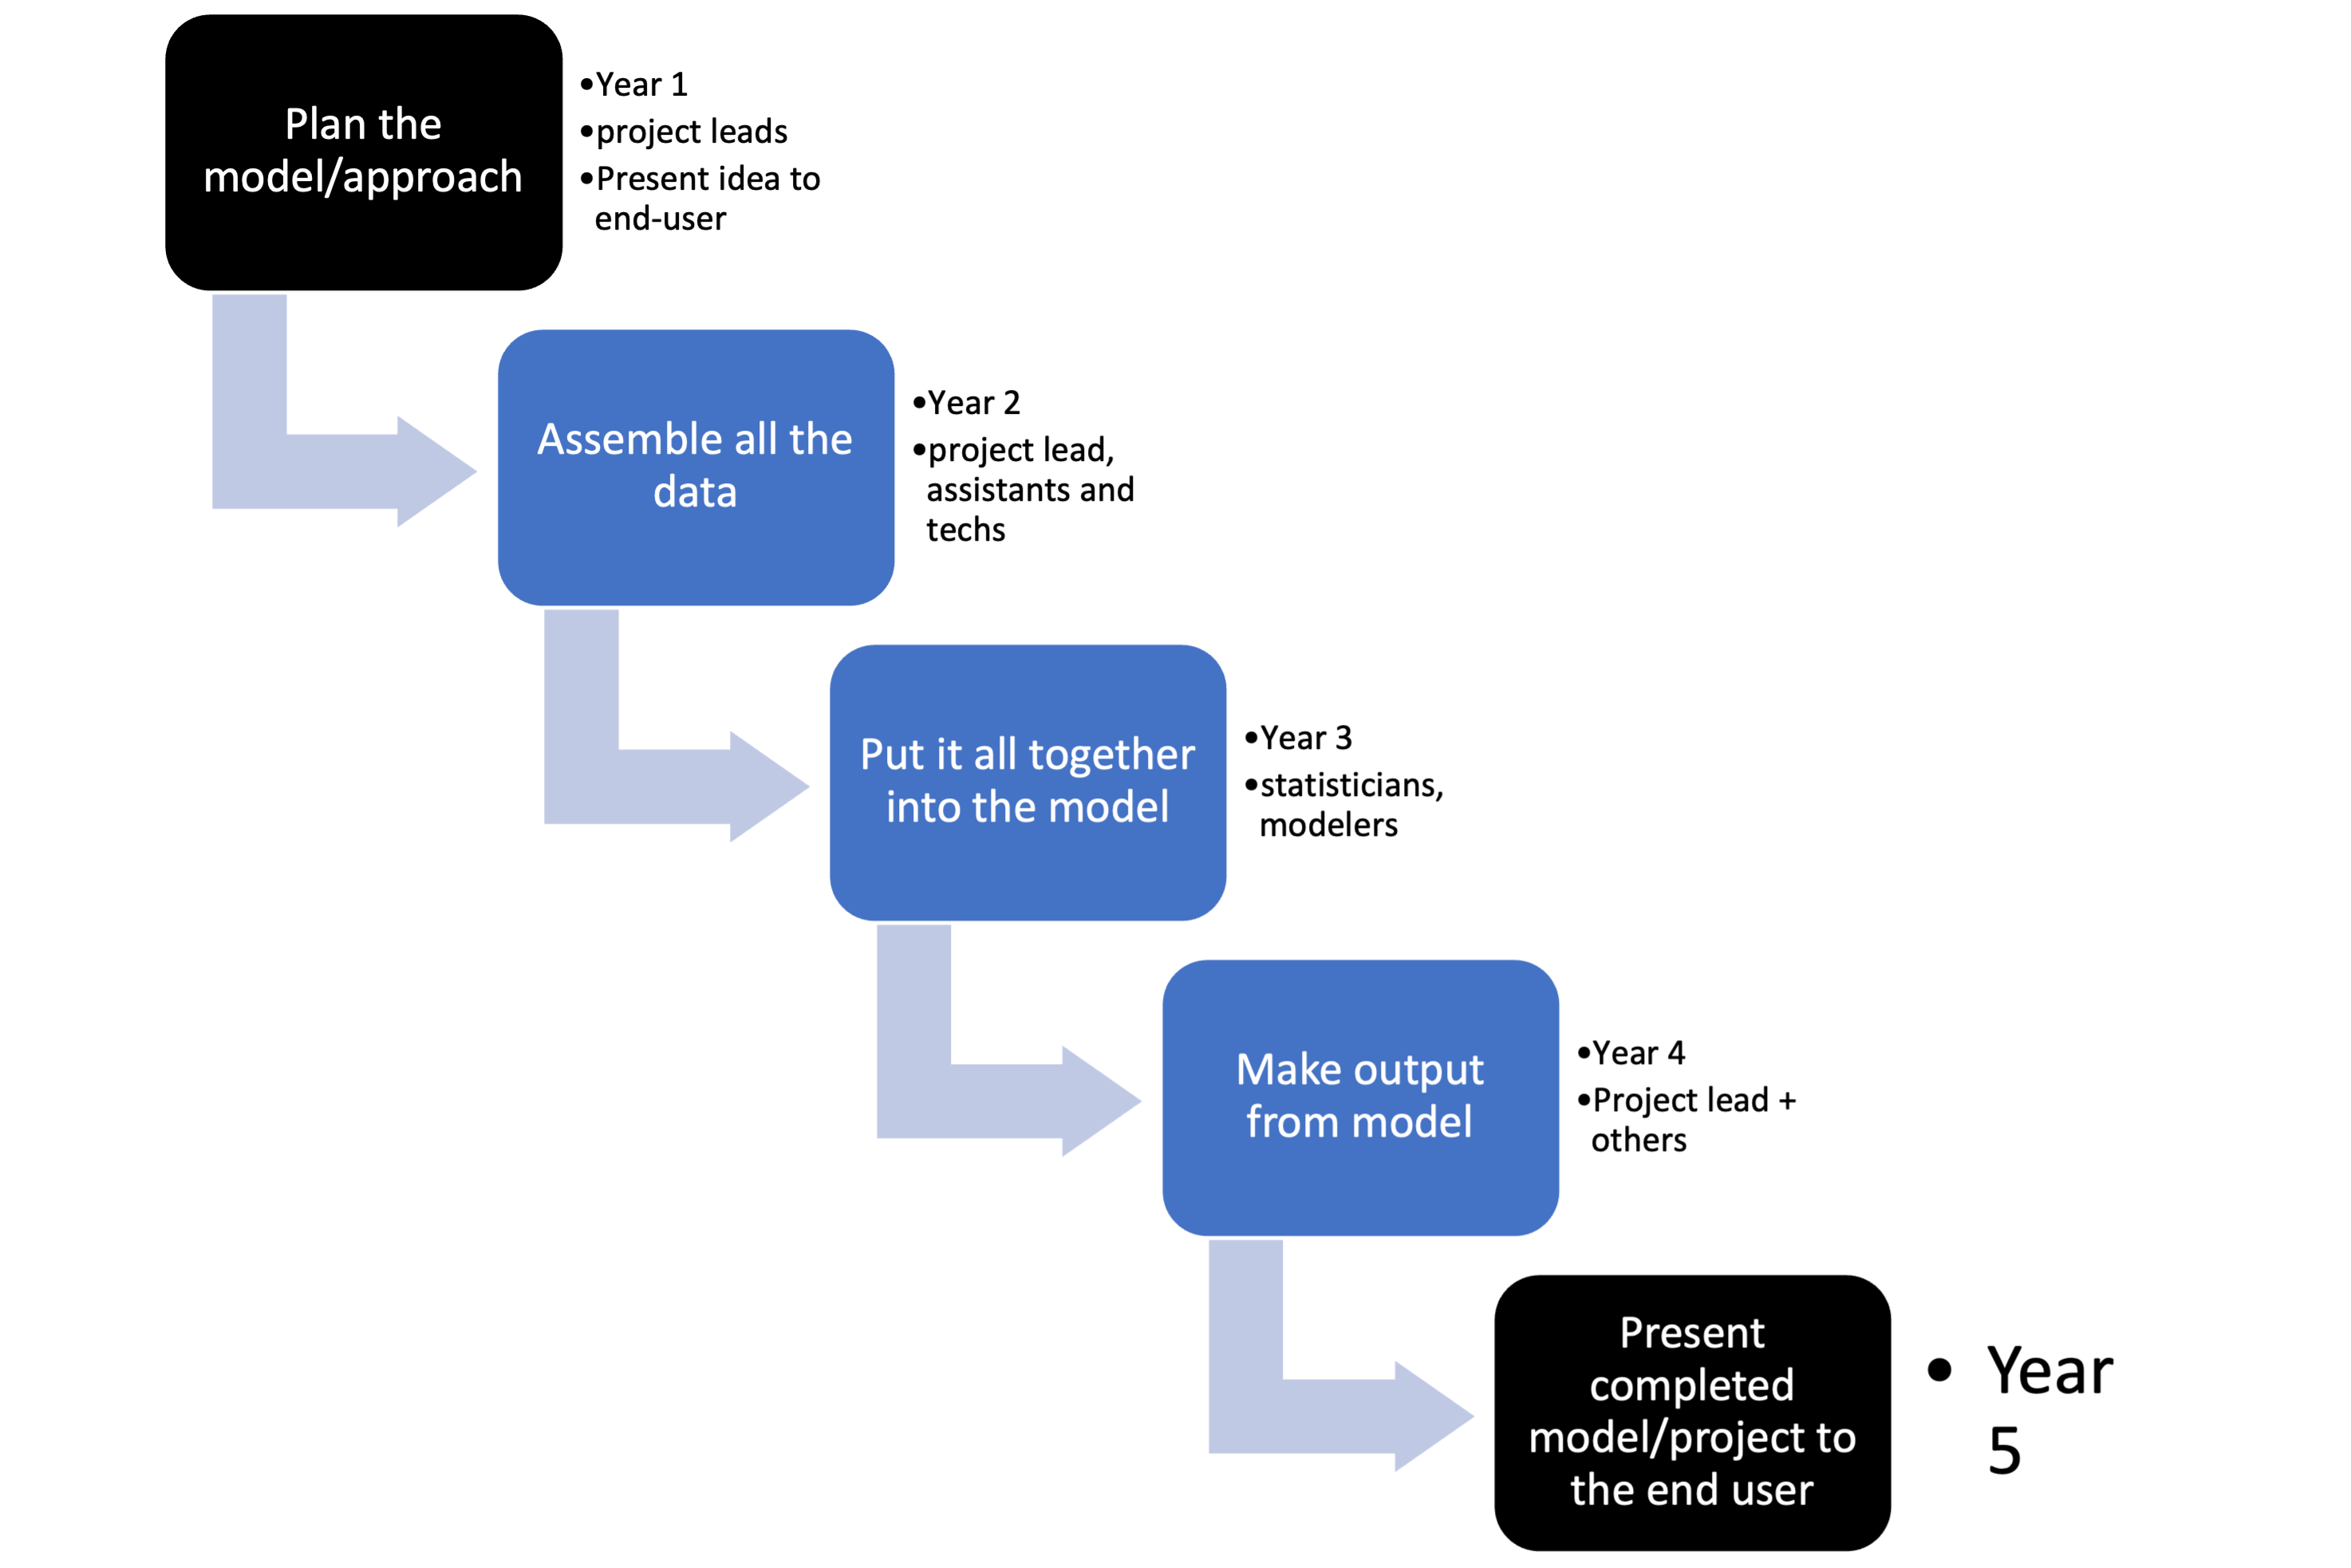 Plan the
model/approach
•Year 1
•project leads
•Present idea to
end-user
Assemble all the
data
•Year 2
•project lead,
assistants and
techs
Put it all together
into the model
•Year 3
•statisticians,
modelers
Make output
from model
•Year 4
•Project lead +
others
Present
completed
model/project to
the end user
• Year
5